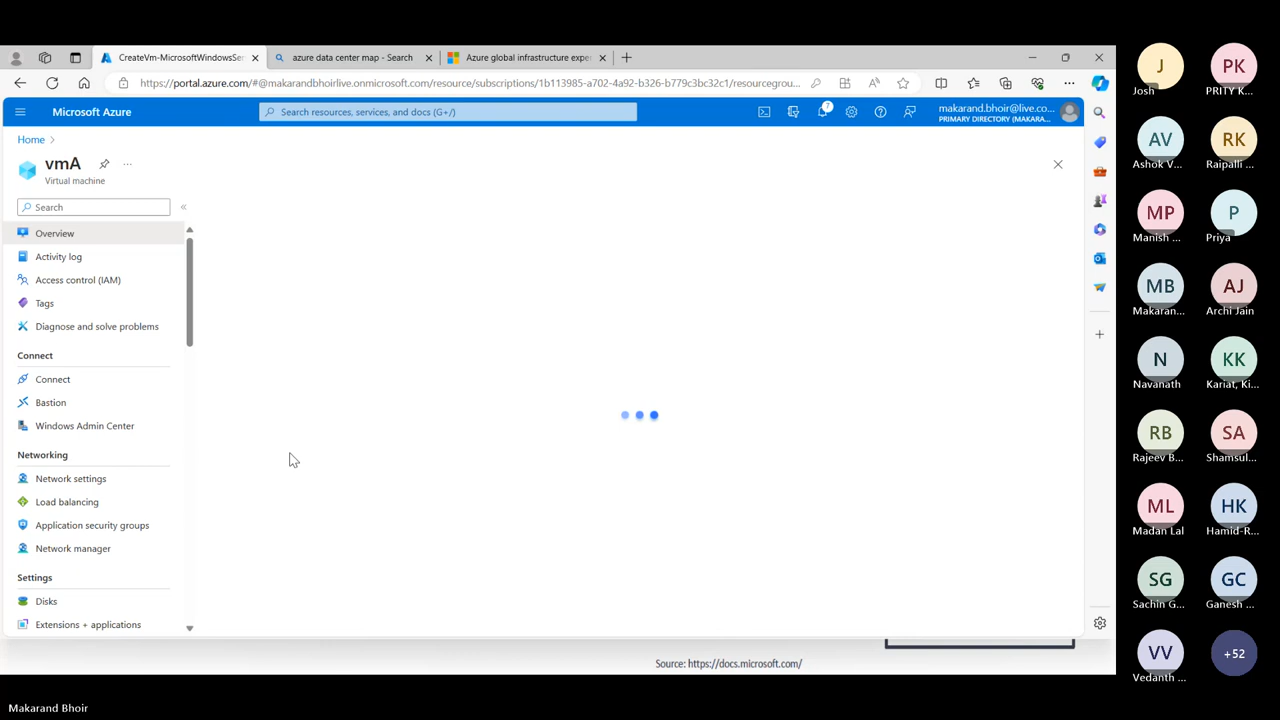 CreateVm-MicrosoftWindowsSer
azure data center map - Search
Azure global infrastructure expe
https://portal.azure.com/#@makarandbhoirlive.onmicrosoft.com/resource/subscriptions/1b113985-a702-4a92-b326-b779c3bc32c1/resourcegrou...
Microsoft Azure
Search resources, services, and docs (G+/)
7
makarand.bhoir@live.co...
PRIMARY DIRECTORY (MAKARA...
Home
vmA
Virtual machine
Search
Overview
Activity log
Access control (IAM)
Tags
Diagnose and solve problems
Connect
Connect
Bastion
Windows Admin Center
Networking
Network settings
Load balancing
Application security groups
Network manager
Settings
Disks
Extensions + applications
Source: https://docs.microsoft.com/
Makarand Bhoir
J
Josh
PK
PRITY K...
AV
Ashok V...
RK
Raipalli ...
MP
Manish ...
P
Priya
MB
Makaran...
AJ
Archi Jain
N
Navanath
KK
Kariat, Ki...
RB
Rajeev B...
SA
Shamsul...
ML
Madan Lal
HK
Hamid-R...
SG
Sachin G...
GC
Ganesh ...
VV
Vedanth ...
+52